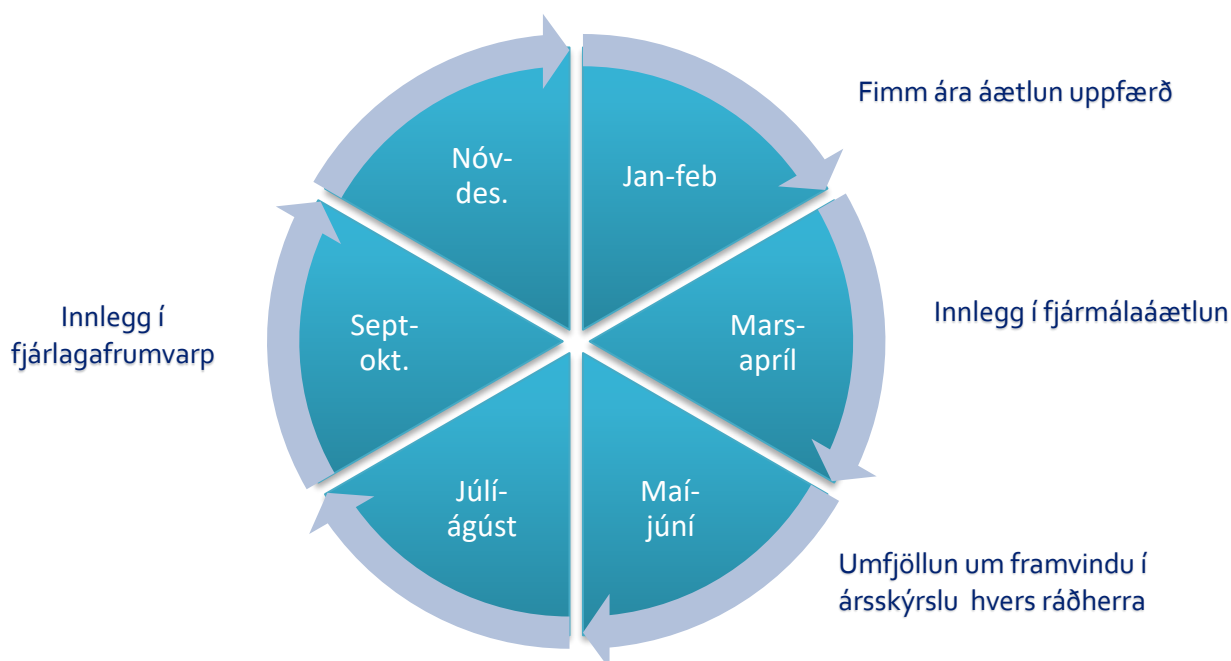 Fimm ára áætlun uppfærð
Nóv-
des.
Jan-feb
Innlegg í
fjárlagafrumvarp
Sept-
okt.
Mars-
apríl
Innlegg í fjármálaáætlun
Júlí-
ágúst
Maí-
júní
Umfjöllun um framvindu í
ársskýrslu hvers ráðherra